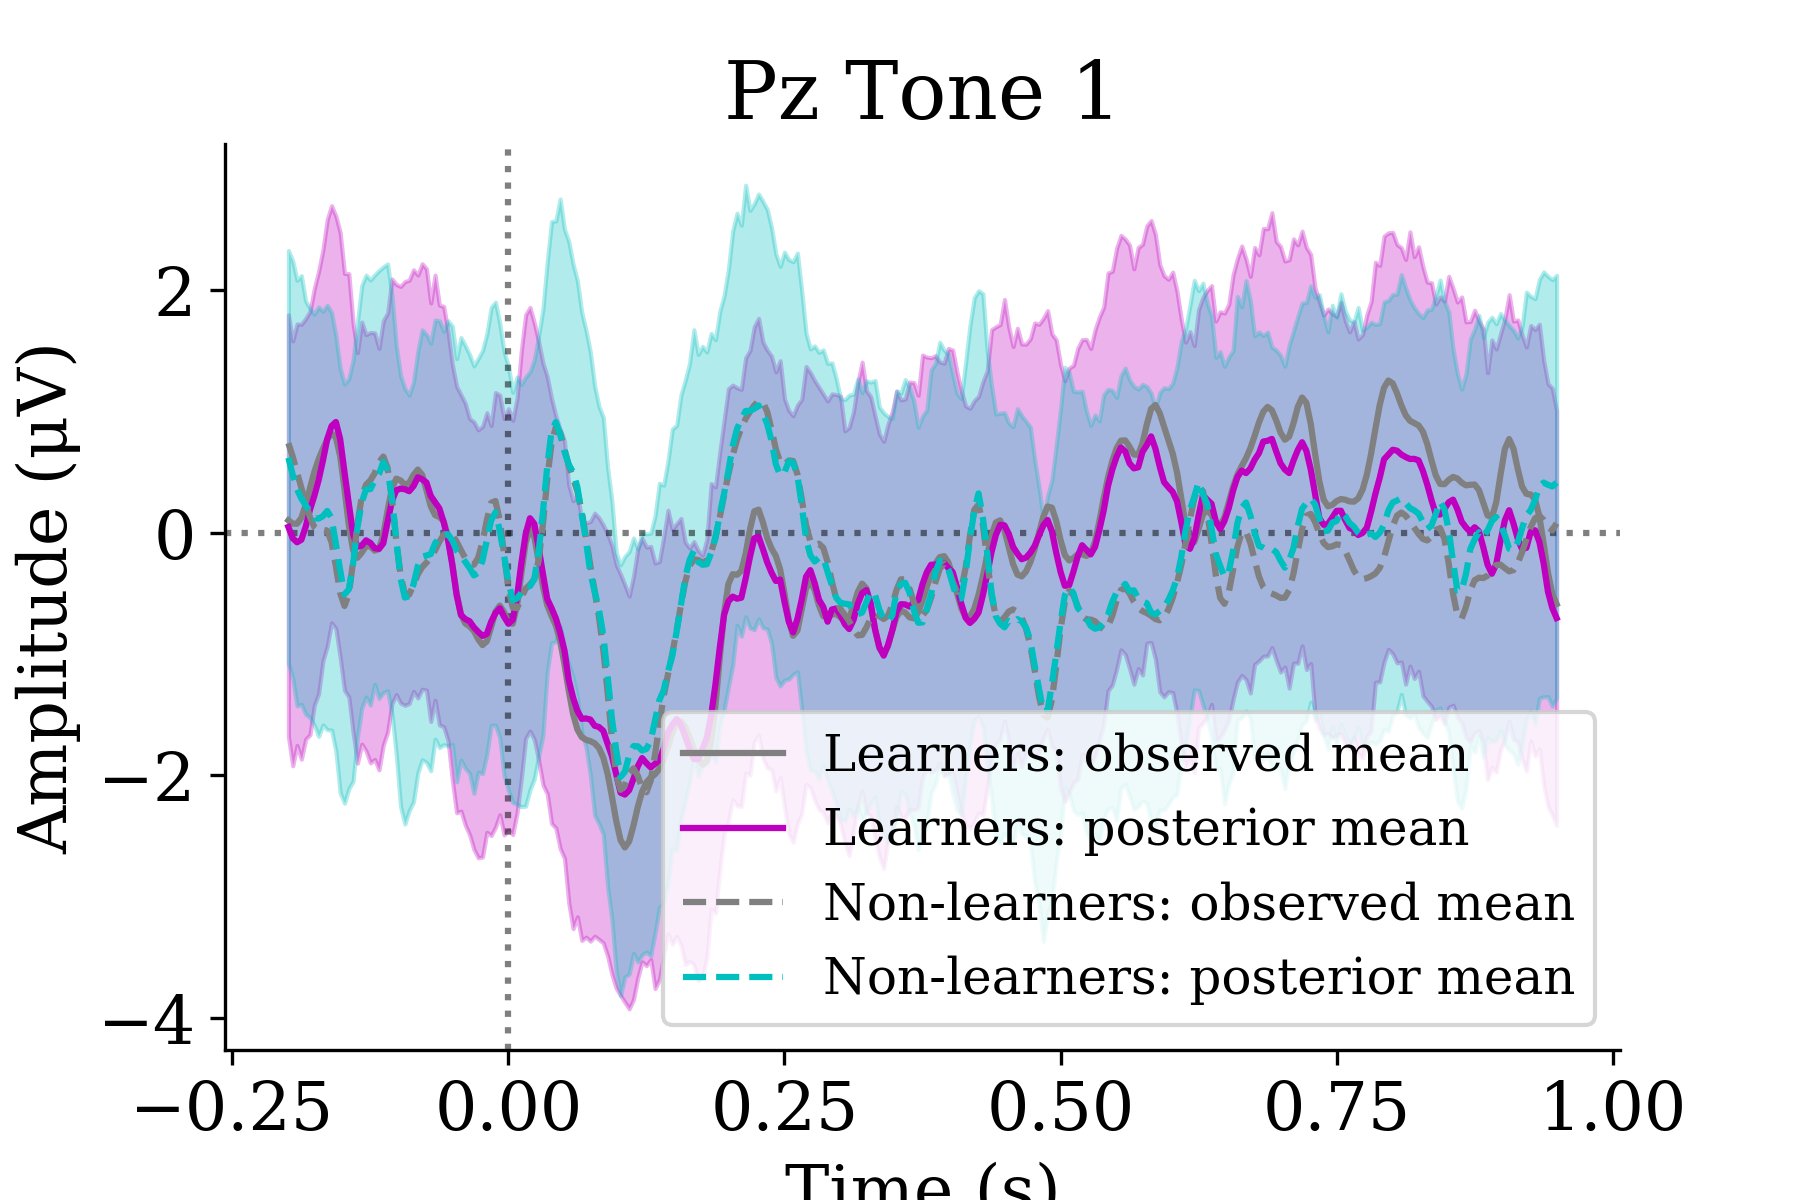 Pz Tone 1
Amplitude (µV)
2
0
−2
−4
Learners: observed mean
Learners: posterior mean
Non-learners: observed mean
Non-learners: posterior mean
−0.25 0.00 0.25 0.50 0.75 1.00
Time (s)